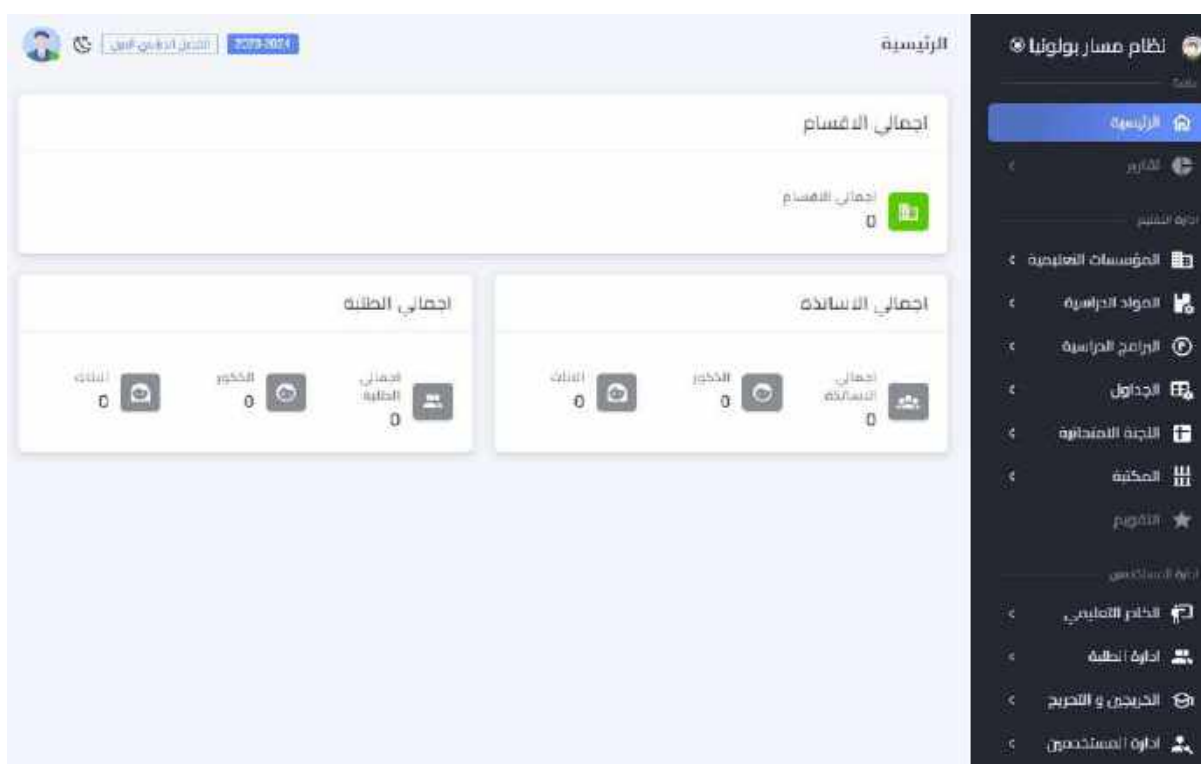 نظام مسار بولونيا
الرئيسية
2023-2024
الرئيسية
تقارير
المؤسسات التعليمية
المواد الدراسية
البرامج الدراسية
الجداول
اللجنة الامتحانية
المكتبة
التقويم
الكادر التعليمي
ادارة الطلبة
الخريجين و التخريج
ادارة المستخدمين
اجمالي الاقسام
اجمالي الاقسام
0
اجمالي الاساتذة
اجمالي
الاساتذة
0
الذكور
0
الاناث
0
اجمالي الطلبة
اجمالي
الطلبة
0
الذكور
0
الاناث
0